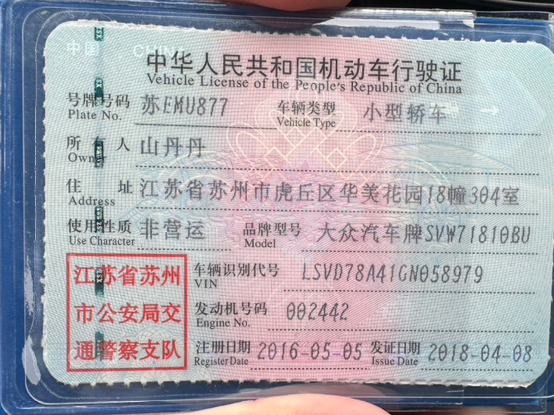 中国 CHINA
中华人民共和国机动车行驶证
Vehicle License of the People's Republic of China
号牌号码 苏EMU877 车辆类型 小型轿车
Plate No. Vehicle Type
所有人 山丹丹
Owner
住址 江苏省苏州市虎丘区华美花园18幢304室
Address
使用性质 非营运 品牌型号 大众汽车牌SVW71810BU
Use Character Model
江苏省苏州 车辆识别代号 LSVD78A41GN058979
VIN
市公安局交 发动机号码 002442
Engine No.
通警察支队 注册日期 2016-05-05 发证日期 2018-04-08
Register Date Issue Date